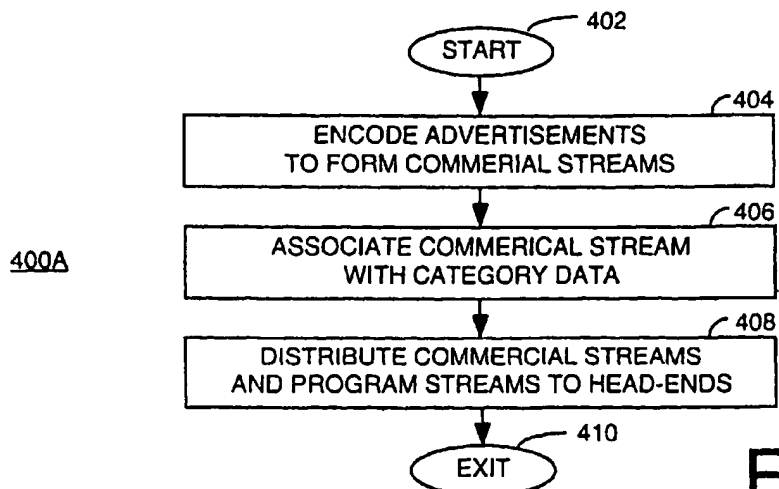 402
START
404
ENCODE ADVERTISEMENTS
TO FORM COMMERIAL STREAMS
406
400A
ASSOCIATE COMMERICAL STREAM
WITH CATEGORY DATA
408
DISTRIBUTE COMMERCIAL STREAMS
AND PROGRAM STREAMS TO HEAD-ENDS
410
EXIT